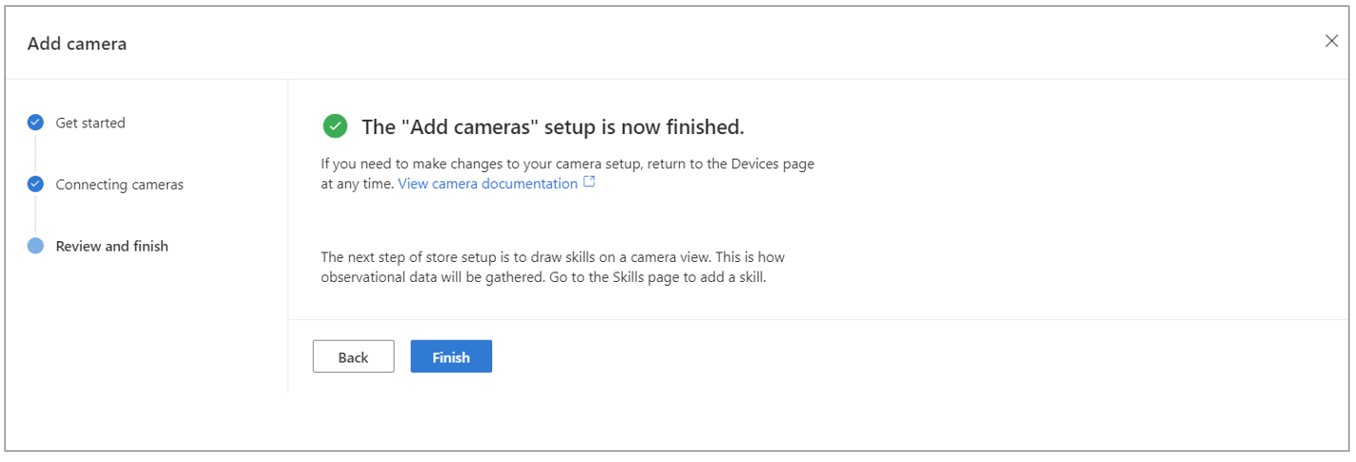 Add camera
Get started
Connecting cameras
Review and finish
The "Add cameras" setup is now finished.
If you need to make changes to your camera setup, return to the Devices page
at any time. View camera documentation
The next step of store setup is to draw skills on a camera view. This is how
observational data will be gathered. Go to the Skills page to add a skill.
Back
Finish